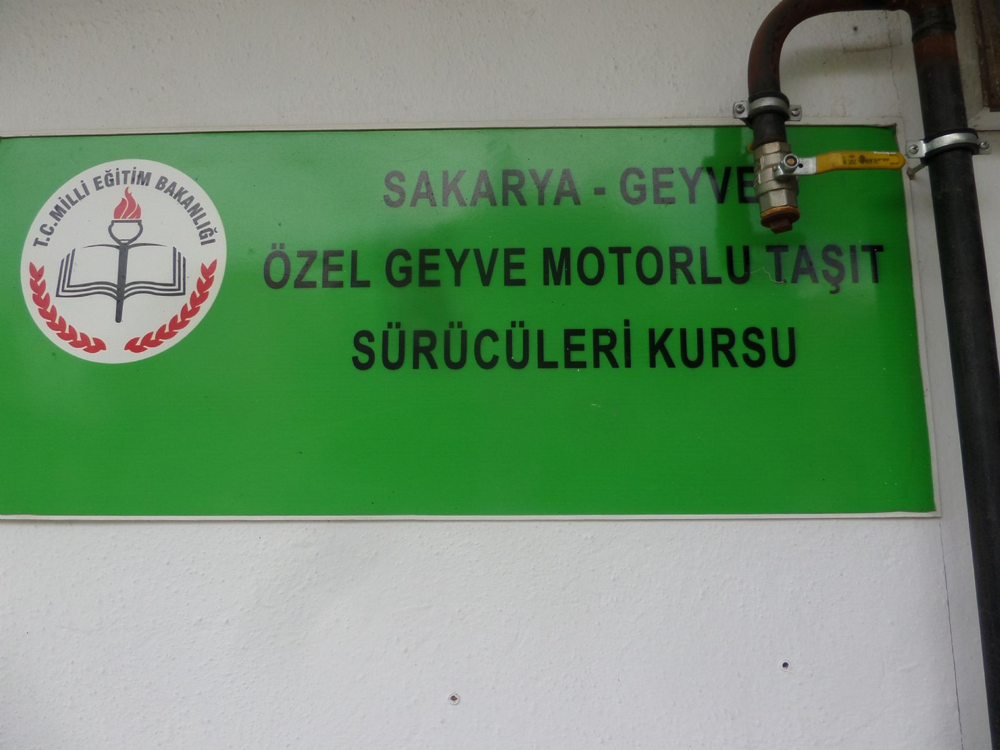 T.C.MİLLİ EĞİTİM BAKANLIĞI
SAKARYA - GEYVE
ÖZEL GEYVE MOTORLU TAŞIT
SÜRÜCÜLERİ KURSU